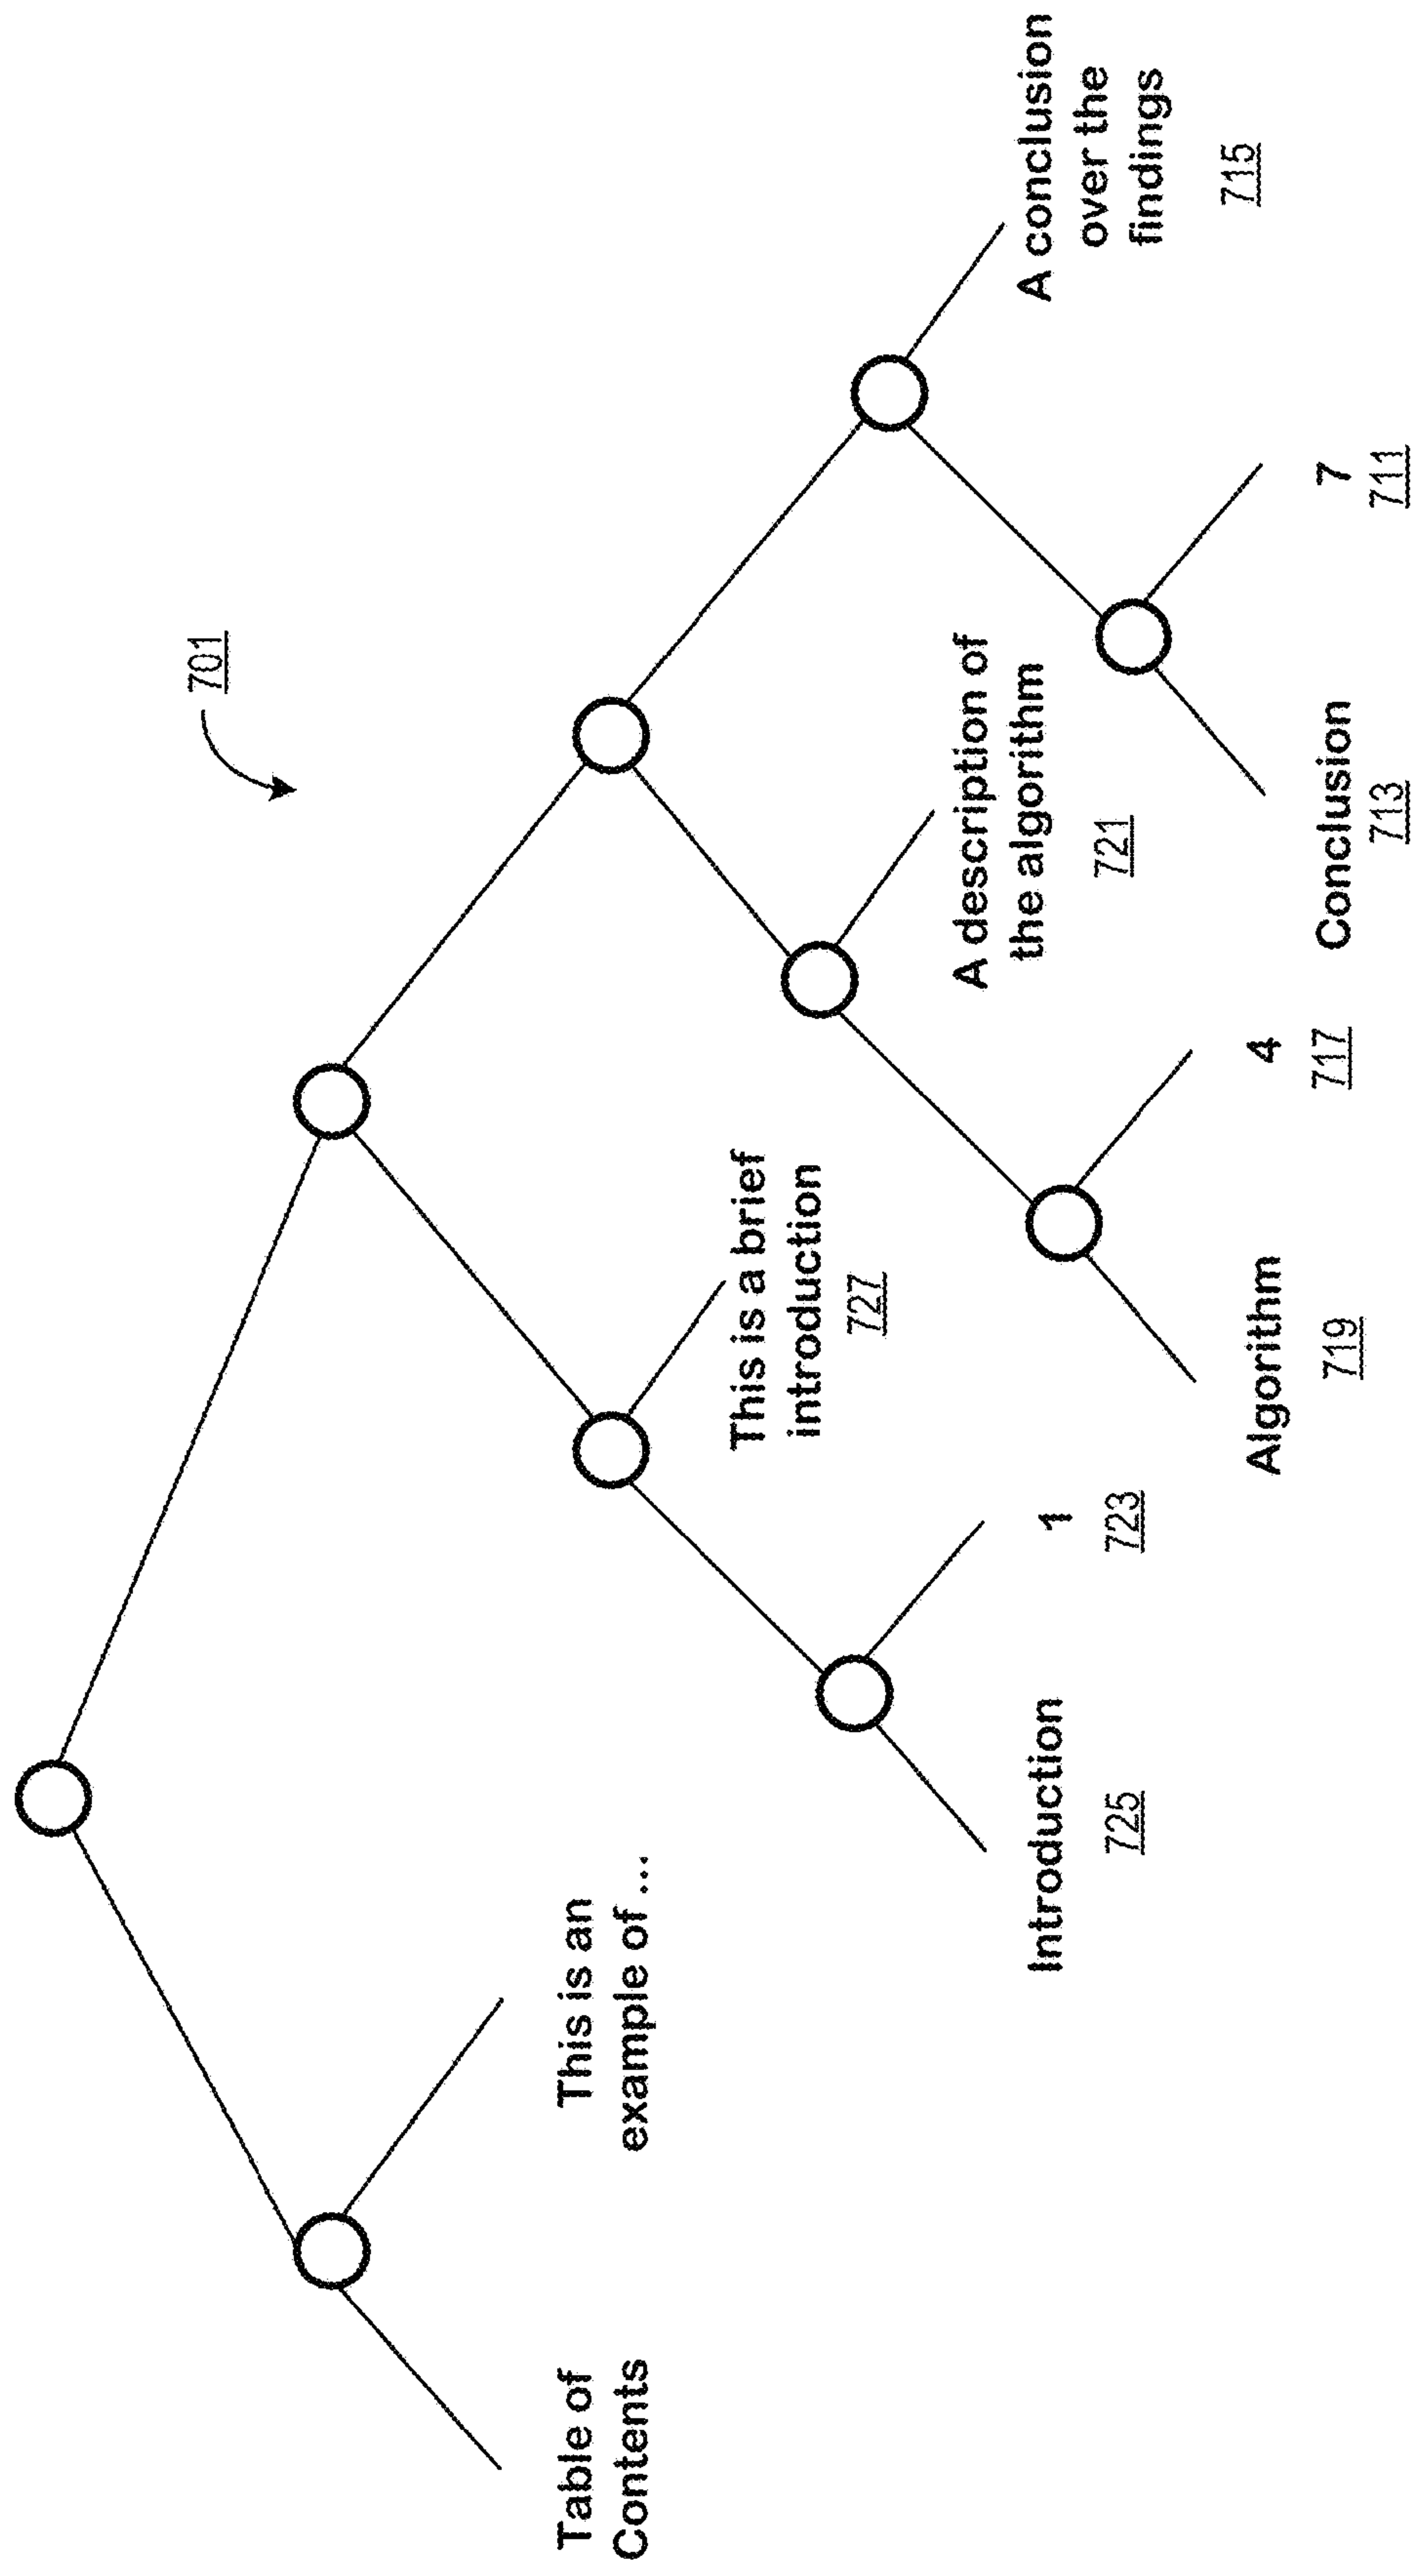 701
Table of
Contents
This is an
example of ...
Introduction
725
1
723
This is a brief
introduction
727
Algorithm
719
4
717
A description of
the algorithm
721
Conclusion
713
7
711
A conclusion
over the
findings
715